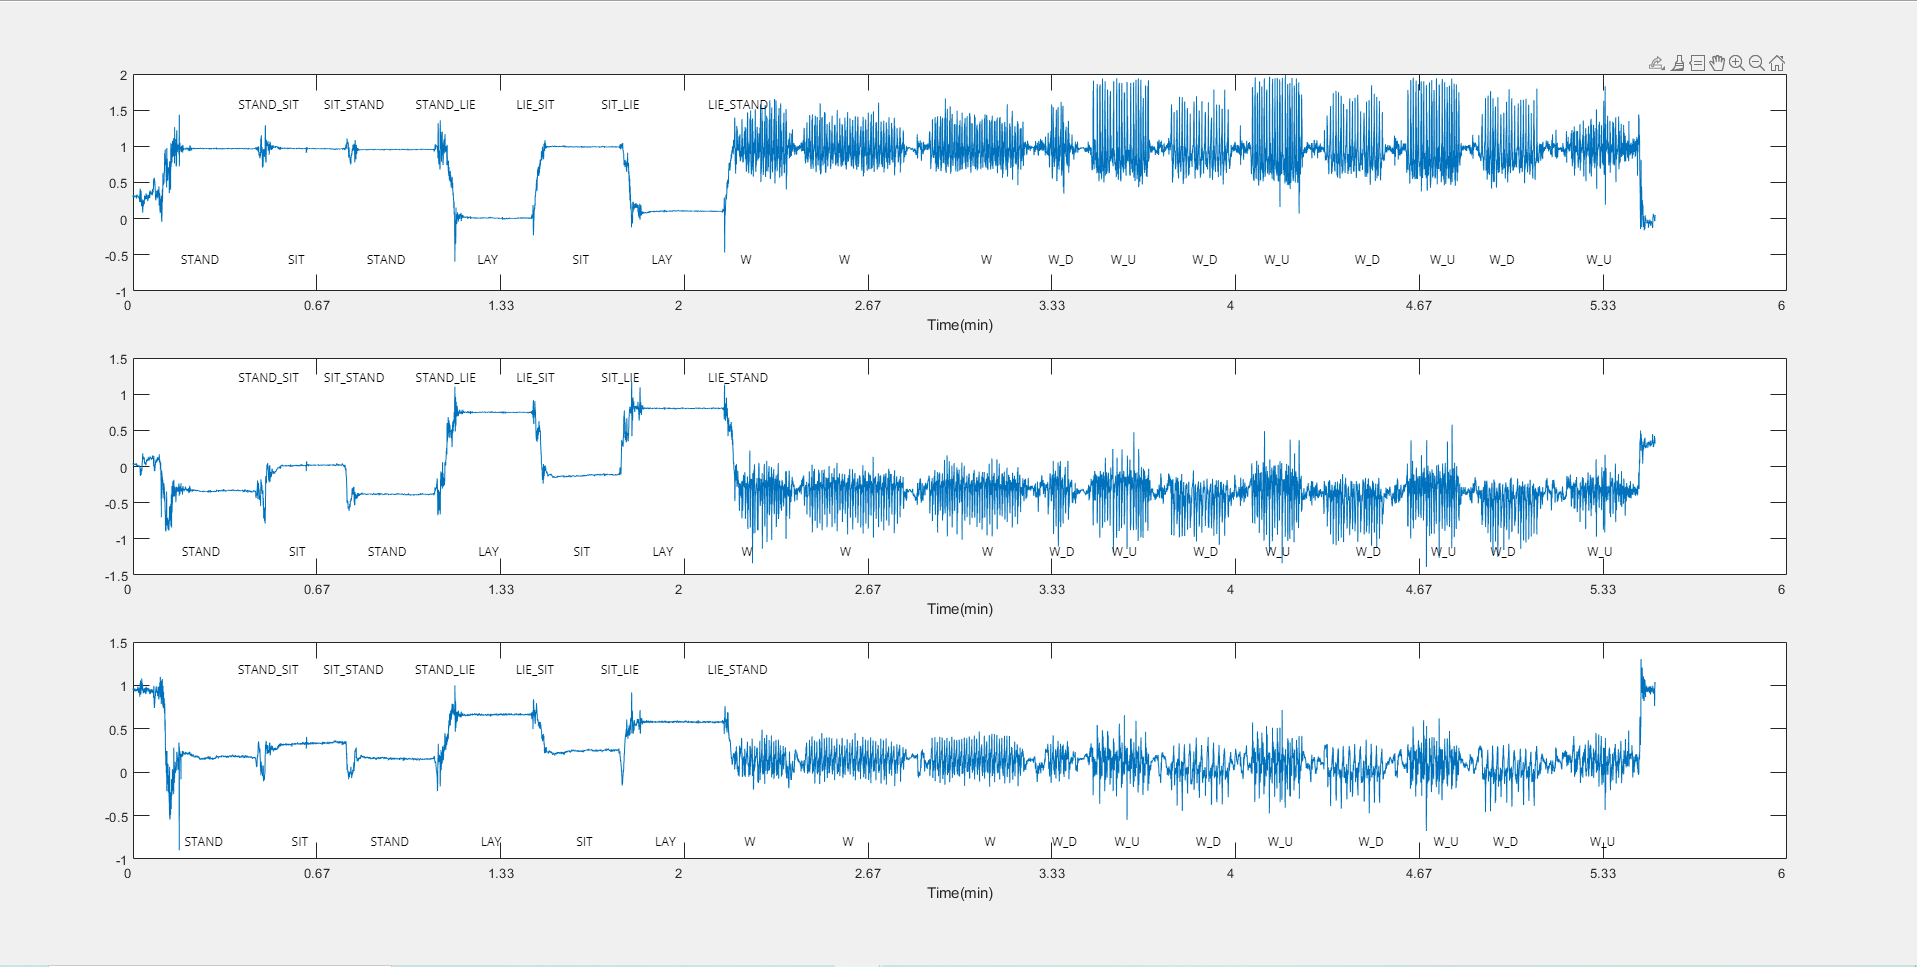 2
1.5
1
0.5
0
-0.5
-1
STAND_SIT SIT_STAND STAND_LIE LIE_SIT SIT_LIE LIE_STAND
STAND SIT STAND LAY SIT LAY W W W W_D W_U W_D W_U W_D W_U W_D W_U
0 0.67 1.33 2 2.67 3.33 4 4.67 5.33 6
Time(min)
1.5
1
0.5
0
-0.5
-1
-1.5
STAND_SIT SIT_STAND STAND_LIE LIE_SIT SIT_LIE LIE_STAND
STAND SIT STAND LAY SIT LAY W W W W_D W_U W_D W_U W_D W_U W_D W_U
0 0.67 1.33 2 2.67 3.33 4 4.67 5.33 6
Time(min)
1.5
1
0.5
0
-0.5
-1
STAND_SIT SIT_STAND STAND_LIE LIE_SIT SIT_LIE LIE_STAND
STAND SIT STAND LAY SIT LAY W W W W_D W_U W_D W_U W_D W_U W_D W_U
0 0.67 1.33 2 2.67 3.33 4 4.67 5.33 6
Time(min)